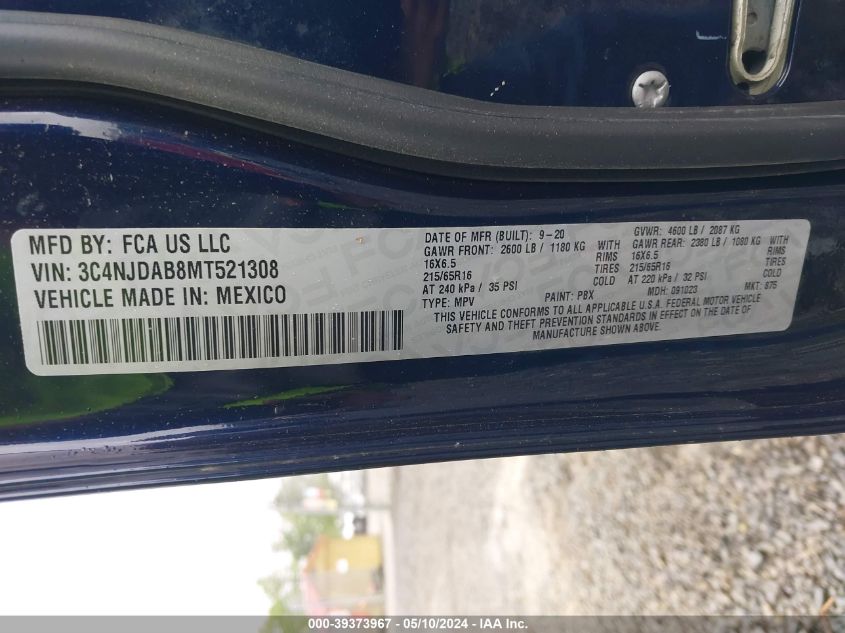 MFD BY: FCA US LLC
VIN: 3C4NJDAB8MT521308
VEHICLE MADE IN: MEXICO
DATE OF MFR (BUILT): 9-20 GVWR: 4600 LB / 2087 KG
GAWR FRONT: 2600 LB / 1180 KG WITH GAWR REAR: 2380 LB / 1080 KG WITH
16X6.5 RIMS 16X6.5 RIMS
215/65R16 TIRES 215/65R16 TIRES
AT 240 kPa / 35 PSI COLD AT 220 kPa / 32 PSI COLD
TYPE: MPV PAINT: PBX MDH: 091023 MKT: 875
THIS VEHICLE CONFORMS TO ALL APPLICABLE U.S.A. FEDERAL MOTOR VEHICLE
SAFETY AND THEFT PREVENTION STANDARDS IN EFFECT ON THE DATE OF
MANUFACTURE SHOWN ABOVE.
000-39373967 - 05/10/2024 - IAA Inc.